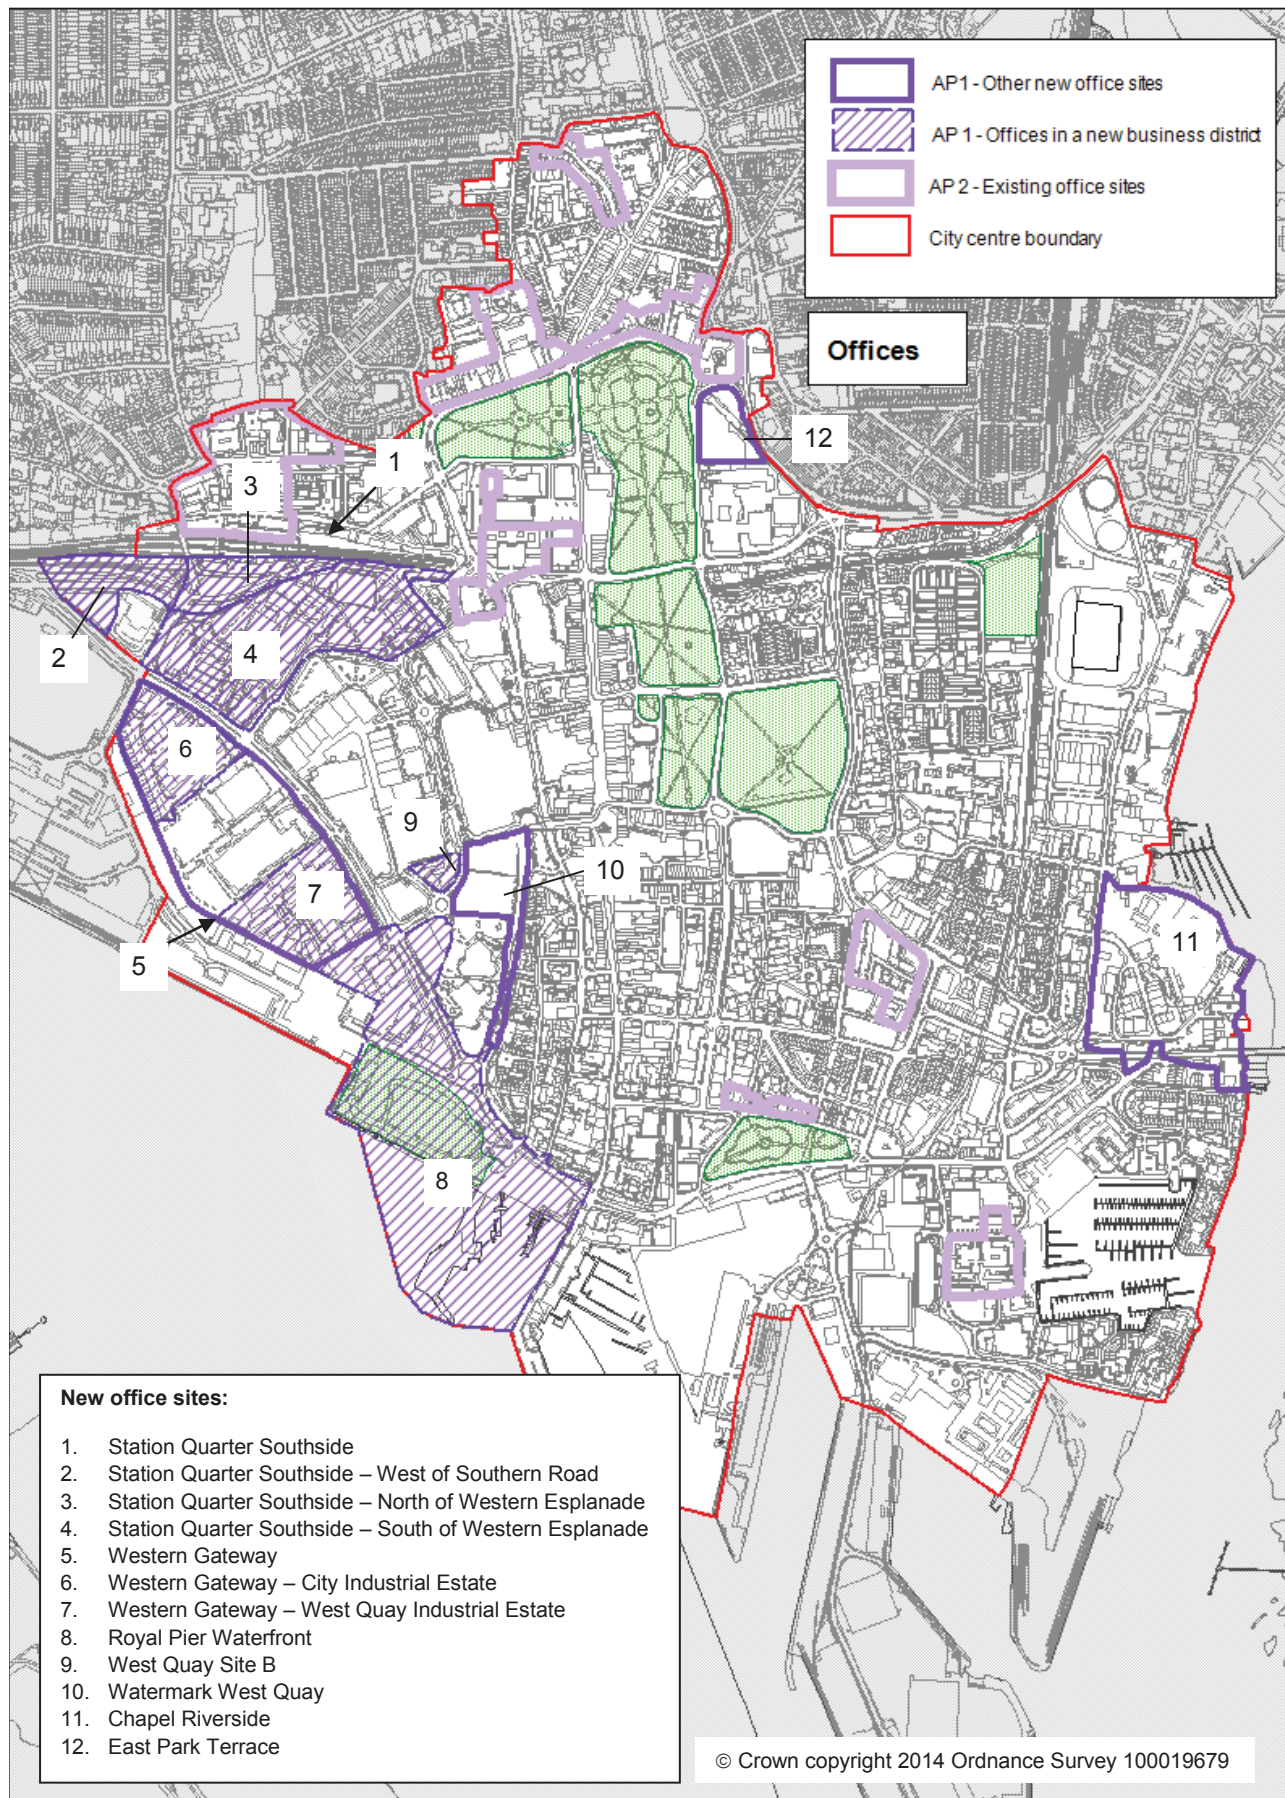 AP1 - Other new office sites
AP 1 - Offices in a new business district
AP 2 - Existing office sites
City centre boundary
Offices
12
1
3
2
4
6
9
10
7
5
11
8
New office sites:
1. Station Quarter Southside
2. Station Quarter Southside – West of Southern Road
3. Station Quarter Southside – North of Western Esplanade
4. Station Quarter Southside – South of Western Esplanade
5. Western Gateway
6. Western Gateway – City Industrial Estate
7. Western Gateway – West Quay Industrial Estate
8. Royal Pier Waterfront
9. West Quay Site B
10. Watermark West Quay
11. Chapel Riverside
12. East Park Terrace
© Crown copyright 2014 Ordnance Survey 100019679